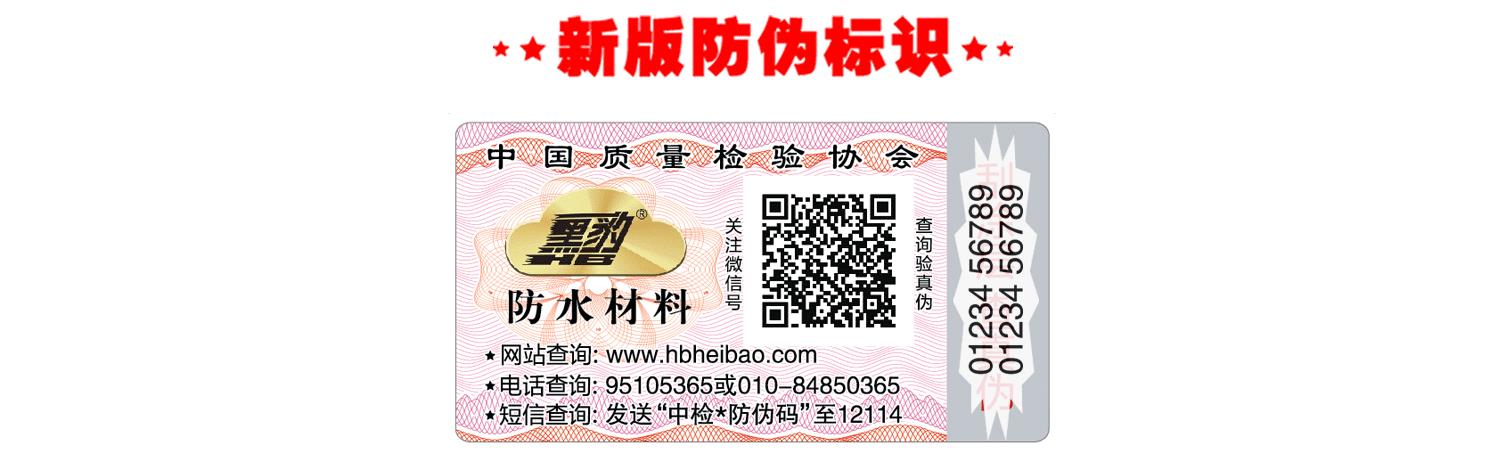 新版防伪标识
中国质量检验协会
黑豹®
HB
防水材料
关注微信号
查询验真伪
★网站查询: www.hbheibao.com
★电话查询: 95105365或010-84850365
★短信查询: 发送“中检*防伪码”至12114
01234 56789
01234 56789